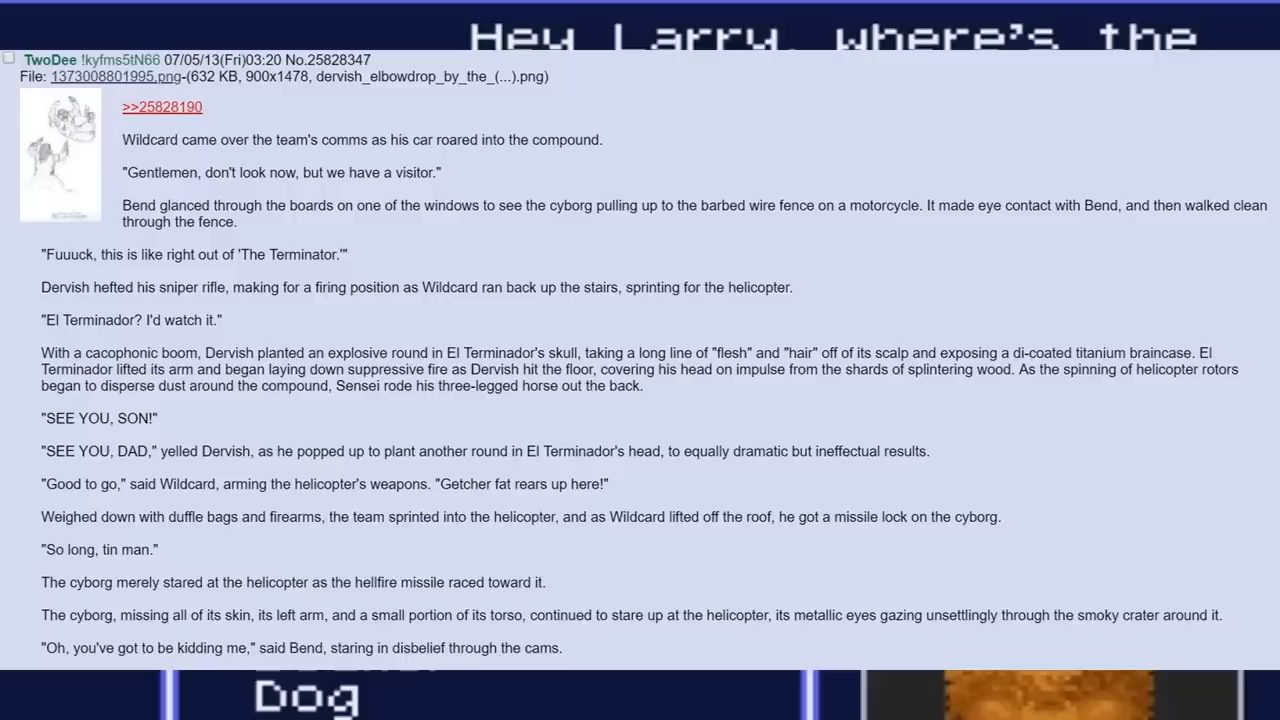 Hey Larry, where's the
TwoDee !kyfms5tN66 07/05/13(Fri)03:20 No.25828347
File: 1373008801995.png-(632 KB, 900x1478, dervish_elbowdrop_by_the_(...).png)
>>25828190
Wildcard came over the team's comms as his car roared into the compound.
"Gentlemen, don't look now, but we have a visitor."
Bend glanced through the boards on one of the windows to see the cyborg pulling up to the barbed wire fence on a motorcycle. It made eye contact with Bend, and then walked clean
through the fence.
"Fuuuck, this is like right out of 'The Terminator.'"
Dervish hefted his sniper rifle, making for a firing position as Wildcard ran back up the stairs, sprinting for the helicopter.
"El Terminador? I'd watch it."
With a cacophonic boom, Dervish planted an explosive round in El Terminador's skull, taking a long line of "flesh" and "hair" off of its scalp and exposing a di-coated titanium braincase. El
Terminador lifted its arm and began laying down suppressive fire as Dervish hit the floor, covering his head on impulse from the shards of splintering wood. As the spinning of helicopter rotors
began to disperse dust around the compound, Sensei rode his three-legged horse out the back.
"SEE YOU, SON!"
"SEE YOU, DAD," yelled Dervish, as he popped up to plant another round in El Terminador's head, to equally dramatic but ineffectual results.
"Good to go," said Wildcard, arming the helicopter's weapons. "Getcher fat rears up here!"
Weighed down with duffle bags and firearms, the team sprinted into the helicopter, and as Wildcard lifted off the roof, he got a missile lock on the cyborg.
"So long, tin man."
The cyborg merely stared at the helicopter as the hellfire missile raced toward it.
The cyborg, missing all of its skin, its left arm, and a small portion of its torso, continued to stare up at the helicopter, its metallic eyes gazing unsettlingly through the smoky crater around it.
"Oh, you've got to be kidding me," said Bend, staring in disbelief through the cams.
Dog